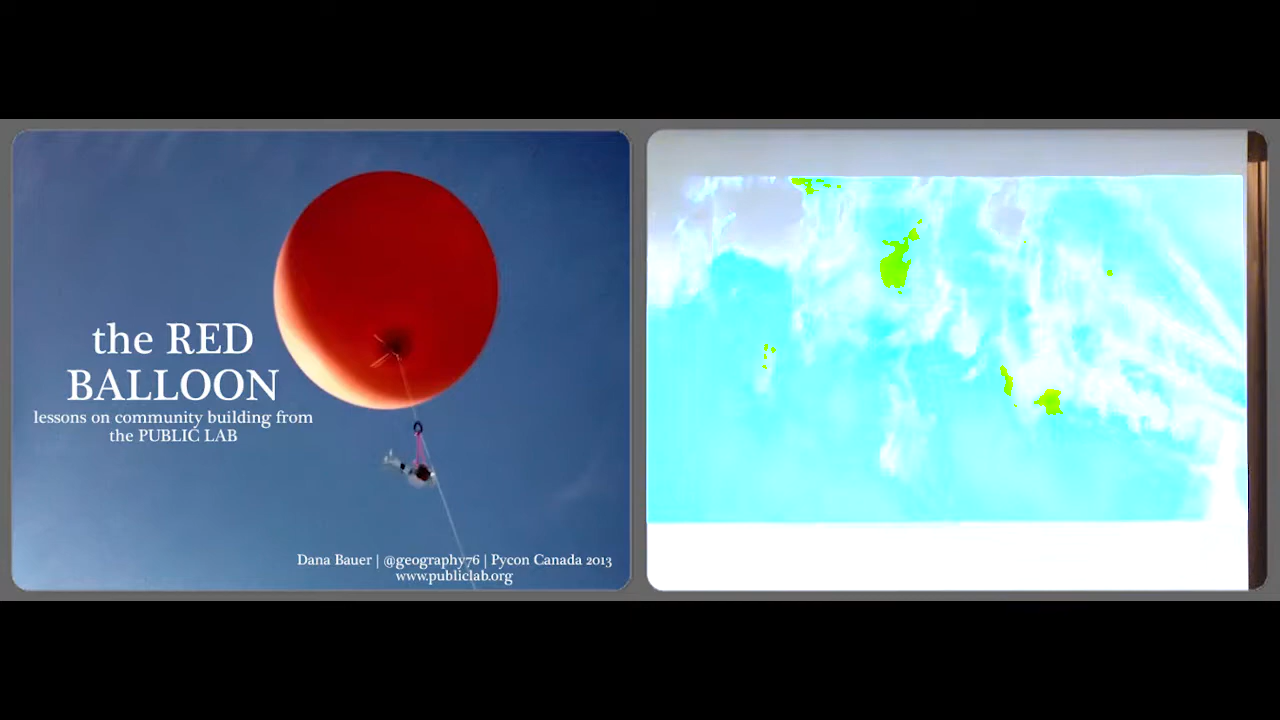 the RED
BALLOON
lessons on community building from
the PUBLIC LAB
Dana Bauer | @geography76 | Pycon Canada 2013
www.publiclab.org